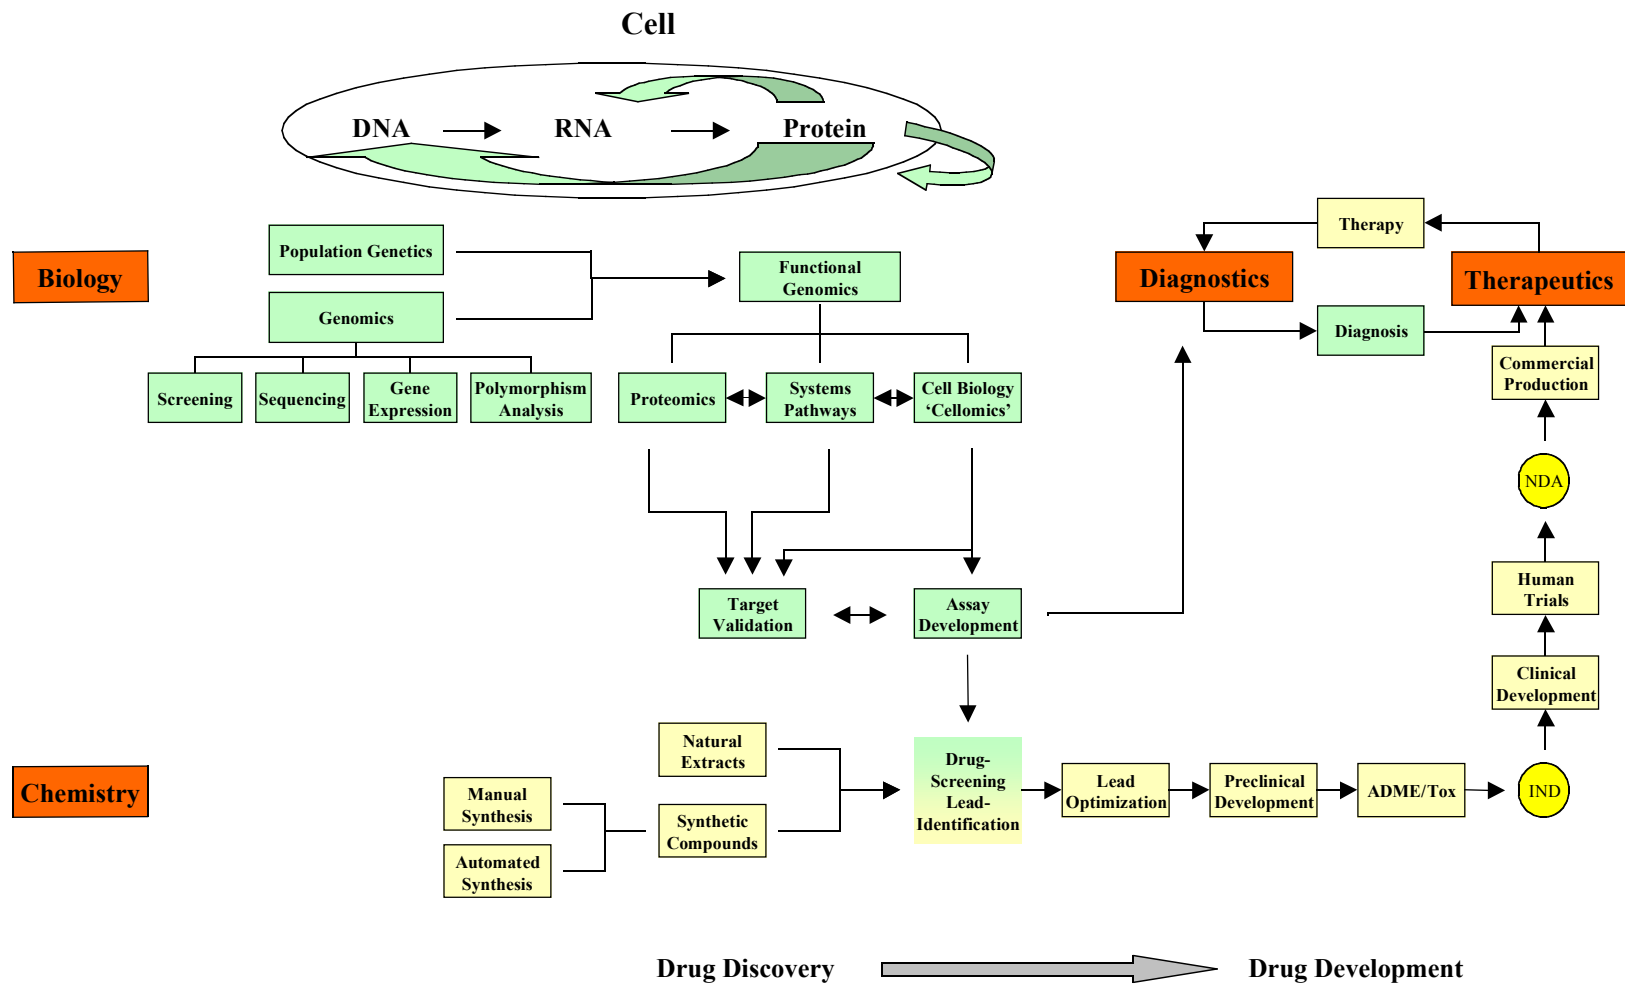 Cell
DNA
RNA
Protein
Biology
Population Genetics
Genomics
Screening
Sequencing
Gene
Expression
Polymorphism
Analysis
Functional
Genomics
Proteomics
Systems
Pathways
Cell Biology
‘Cellomics’
Target
Validation
Assay
Development
Therapy
Diagnostics
Therapeutics
Diagnosis
Commercial
Production
NDA
Human
Trials
Clinical
Development
Chemistry
Manual
Synthesis
Automated
Synthesis
Natural
Extracts
Synthetic
Compounds
Drug-
Screening
Lead-
Identification
Lead
Optimization
Preclinical
Development
ADME/Tox
IND
Drug Discovery
Drug Development